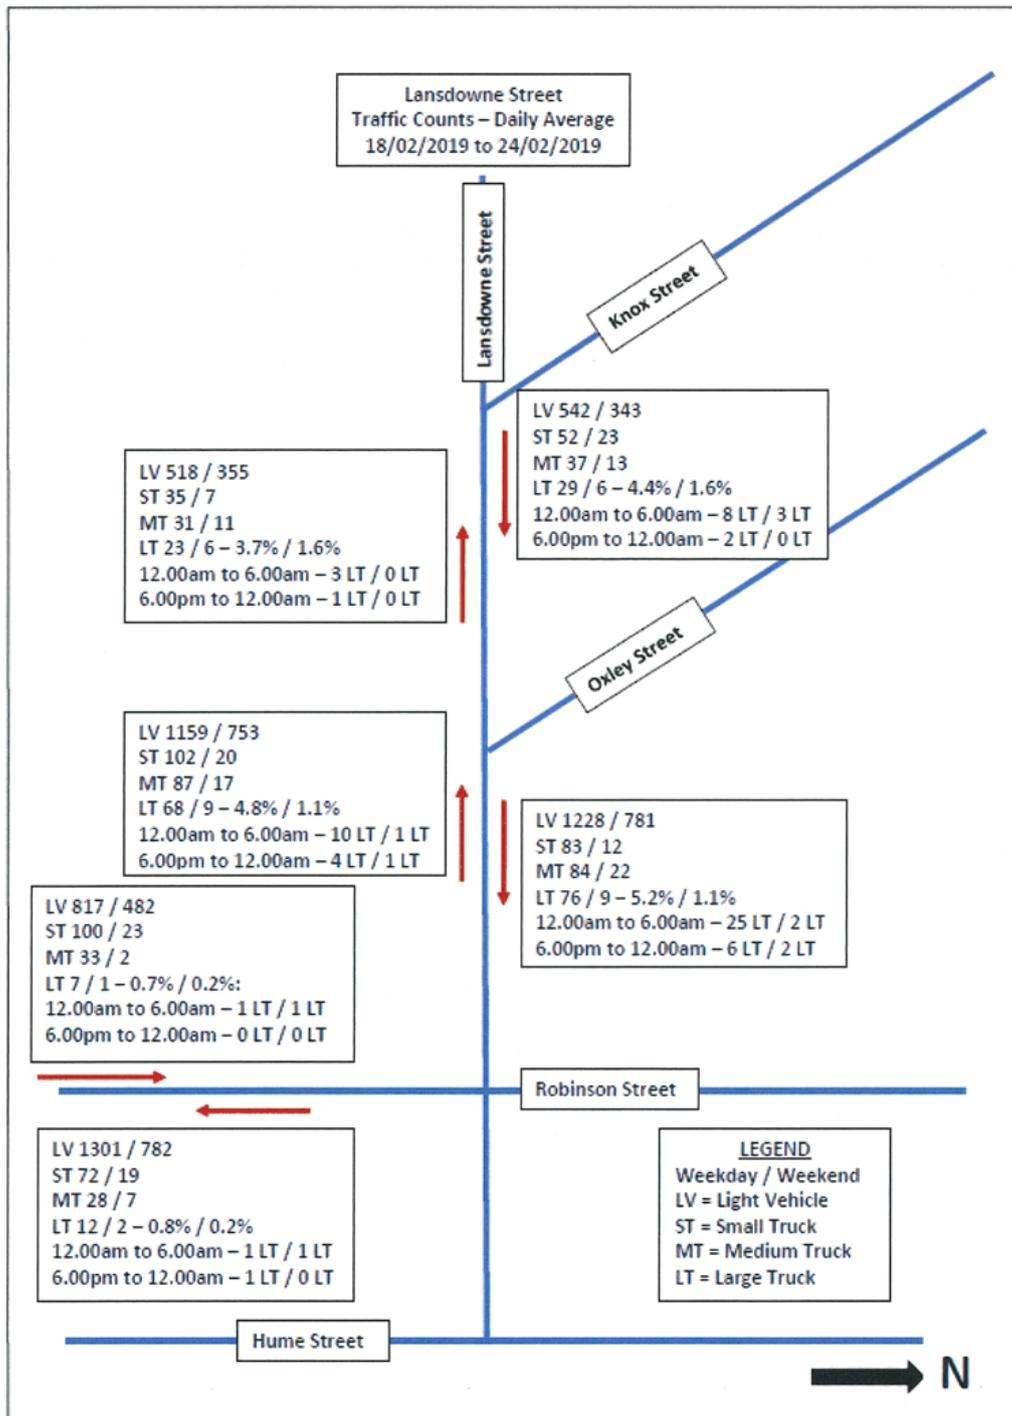 Lansdowne Street
Traffic Counts – Daily Average
18/02/2019 to 24/02/2019
Lansdowne Street
Knox Street
LV 542 / 343
ST 52 / 23
MT 37 / 13
LT 29 / 6 – 4.4% / 1.6%
12.00am to 6.00am – 8 LT / 3 LT
6.00pm to 12.00am – 2 LT / 0 LT
LV 518 / 355
ST 35 / 7
MT 31 / 11
LT 23 / 6 – 3.7% / 1.6%
12.00am to 6.00am – 3 LT / 0 LT
6.00pm to 12.00am – 1 LT / 0 LT
Oxley Street
LV 1159 / 753
ST 102 / 20
MT 87 / 17
LT 68 / 9 – 4.8% / 1.1%
12.00am to 6.00am – 10 LT / 1 LT
6.00pm to 12.00am – 4 LT / 1 LT
LV 1228 / 781
ST 83 / 12
MT 84 / 22
LT 76 / 9 – 5.2% / 1.1%
12.00am to 6.00am – 25 LT / 2 LT
6.00pm to 12.00am – 6 LT / 2 LT
LV 817 / 482
ST 100 / 23
MT 33 / 2
LT 7 / 1 – 0.7% / 0.2%:
12.00am to 6.00am – 1 LT / 1 LT
6.00pm to 12.00am – 0 LT / 0 LT
Robinson Street
LV 1301 / 782
ST 72 / 19
MT 28 / 7
LT 12 / 2 – 0.8% / 0.2%
12.00am to 6.00am – 1 LT / 1 LT
6.00pm to 12.00am – 1 LT / 0 LT
LEGEND
Weekday / Weekend
LV = Light Vehicle
ST = Small Truck
MT = Medium Truck
LT = Large Truck
Hume Street
N